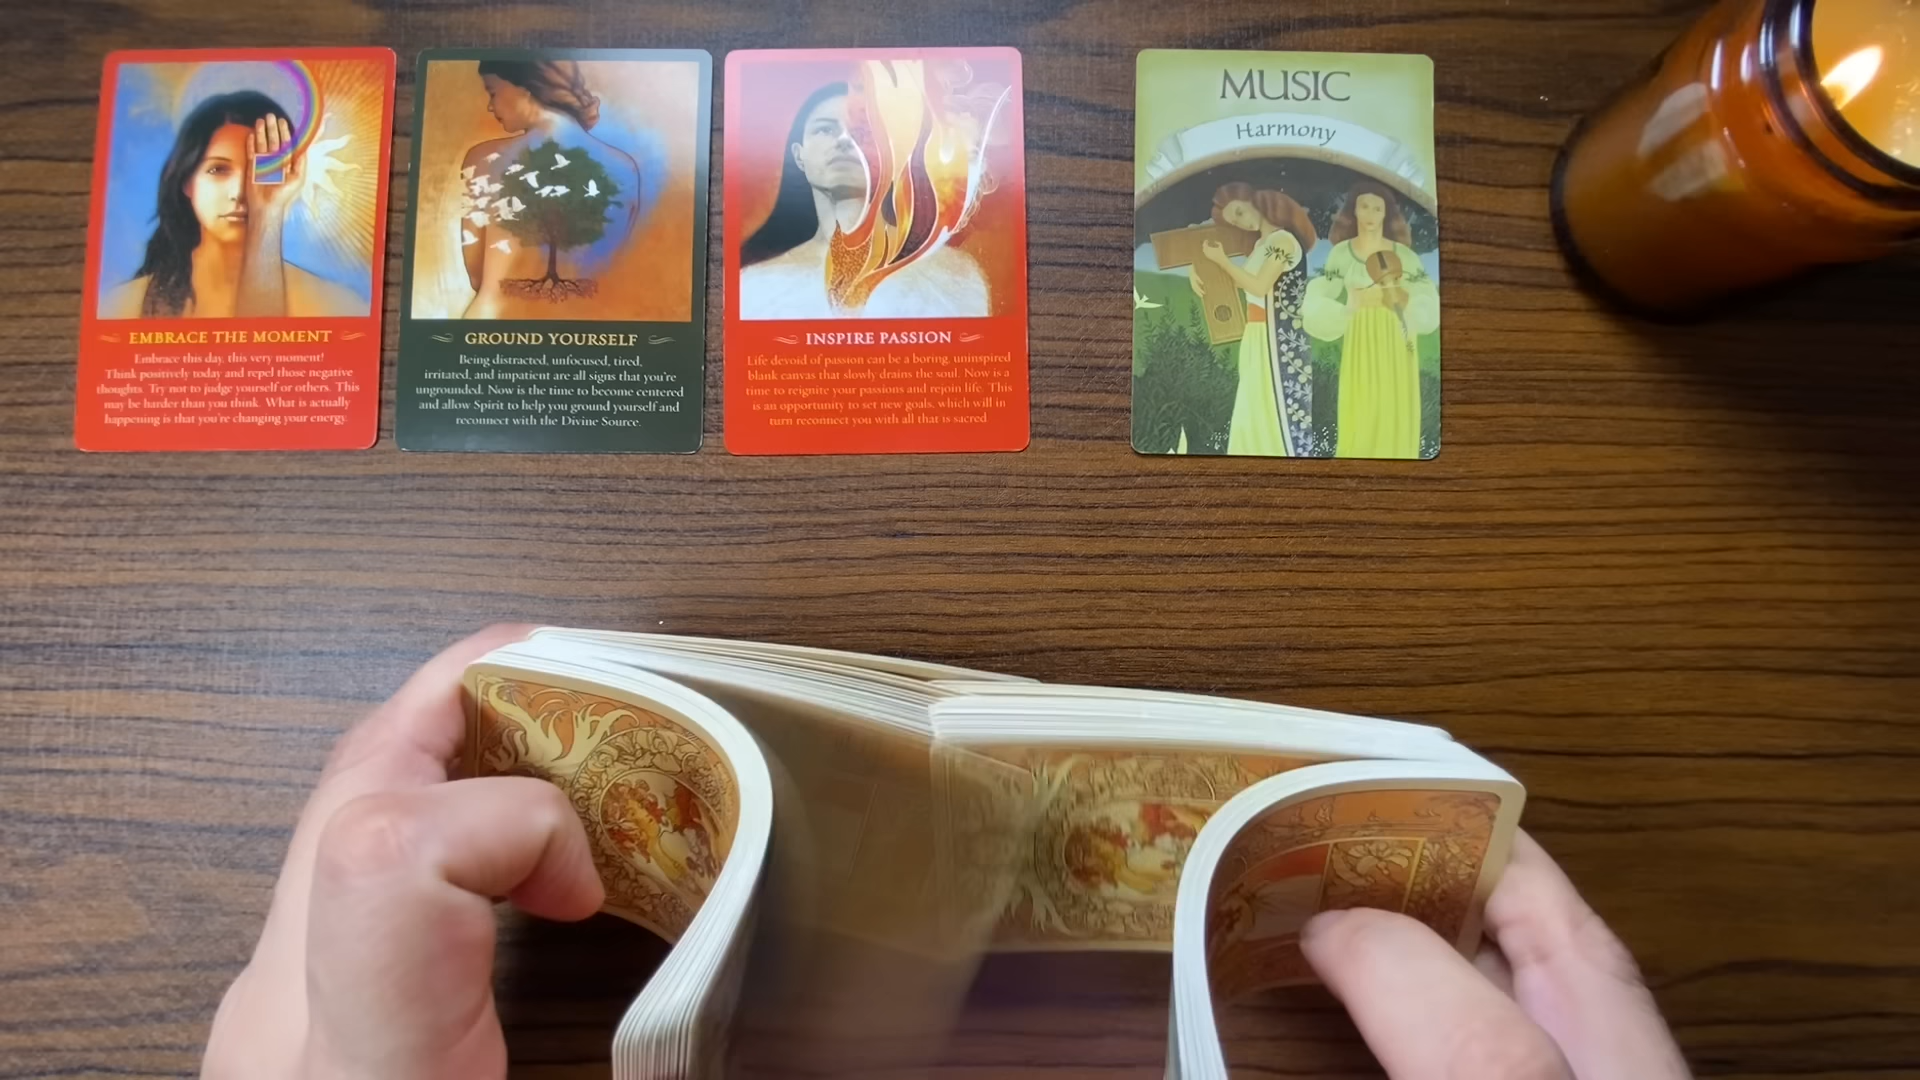 EMBRACE THE MOMENT
Embrace this day, this very moment!
Think positively today and repel those negative
thoughts. Try not to judge yourself or others. This
may be harder than you think. What is actually
happening is that you're changing your energy.
GROUND YOURSELF
Being distracted, unfocused, tired,
irritated, and impatient are all signs that you're
ungrounded. Now is the time to become centered
and allow Spirit to help you ground yourself and
reconnect with the Divine Source.
INSPIRE PASSION
Life devoid of passion can be a boring, uninspired
blank canvas that slowly drains the soul. Now is a
time to reignite your passions and rejoin life. This
is an opportunity to set new goals, which will in
turn reconnect you with all that is sacred
MUSIC
Harmony